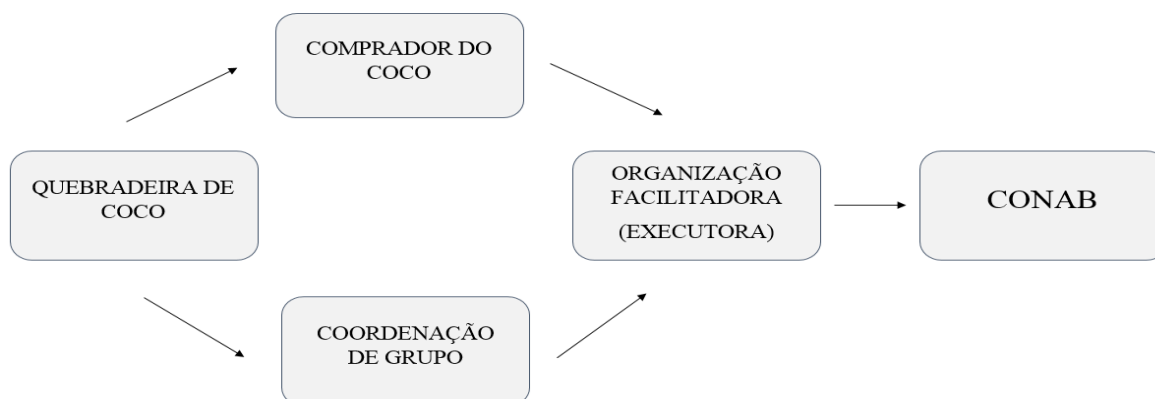 COMPRADOR DO
COCO
QUEBRADEIRA DE
COCO
ORGANIZAÇÃO
FACILITADORA
(EXECUTORA)
CONAB
COORDENAÇÃO
DE GRUPO